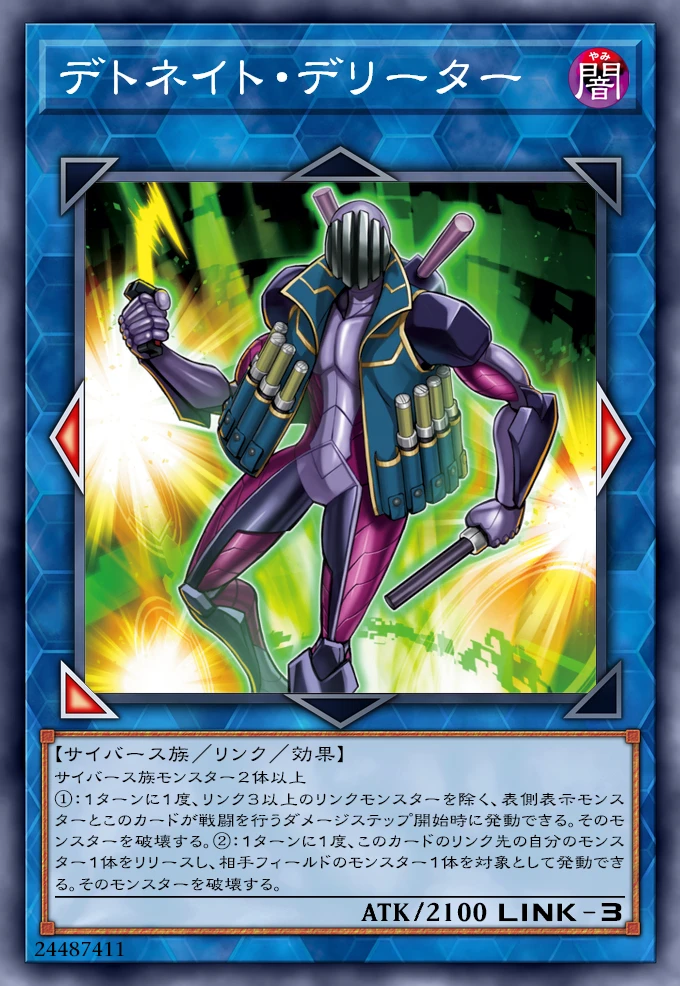 デトネイト・デリーター
やみ
闇
【サイバース族／リンク／効果】
サイバース族モンスター２体以上
①：１ターンに１度、リンク３以上のリンクモンスターを除く、表側表示モンス
ターとこのカードが戦闘を行うダメージステップ開始時に発動できる。そのモ
ンスターを破壊する。②：１ターンに１度、このカードのリンク先の自分のモンス
ター１体をリリースし、相手フィールドのモンスター１体を対象として発動でき
る。そのモンスターを破壊する。
ATK/2100 LINK-3
24487411